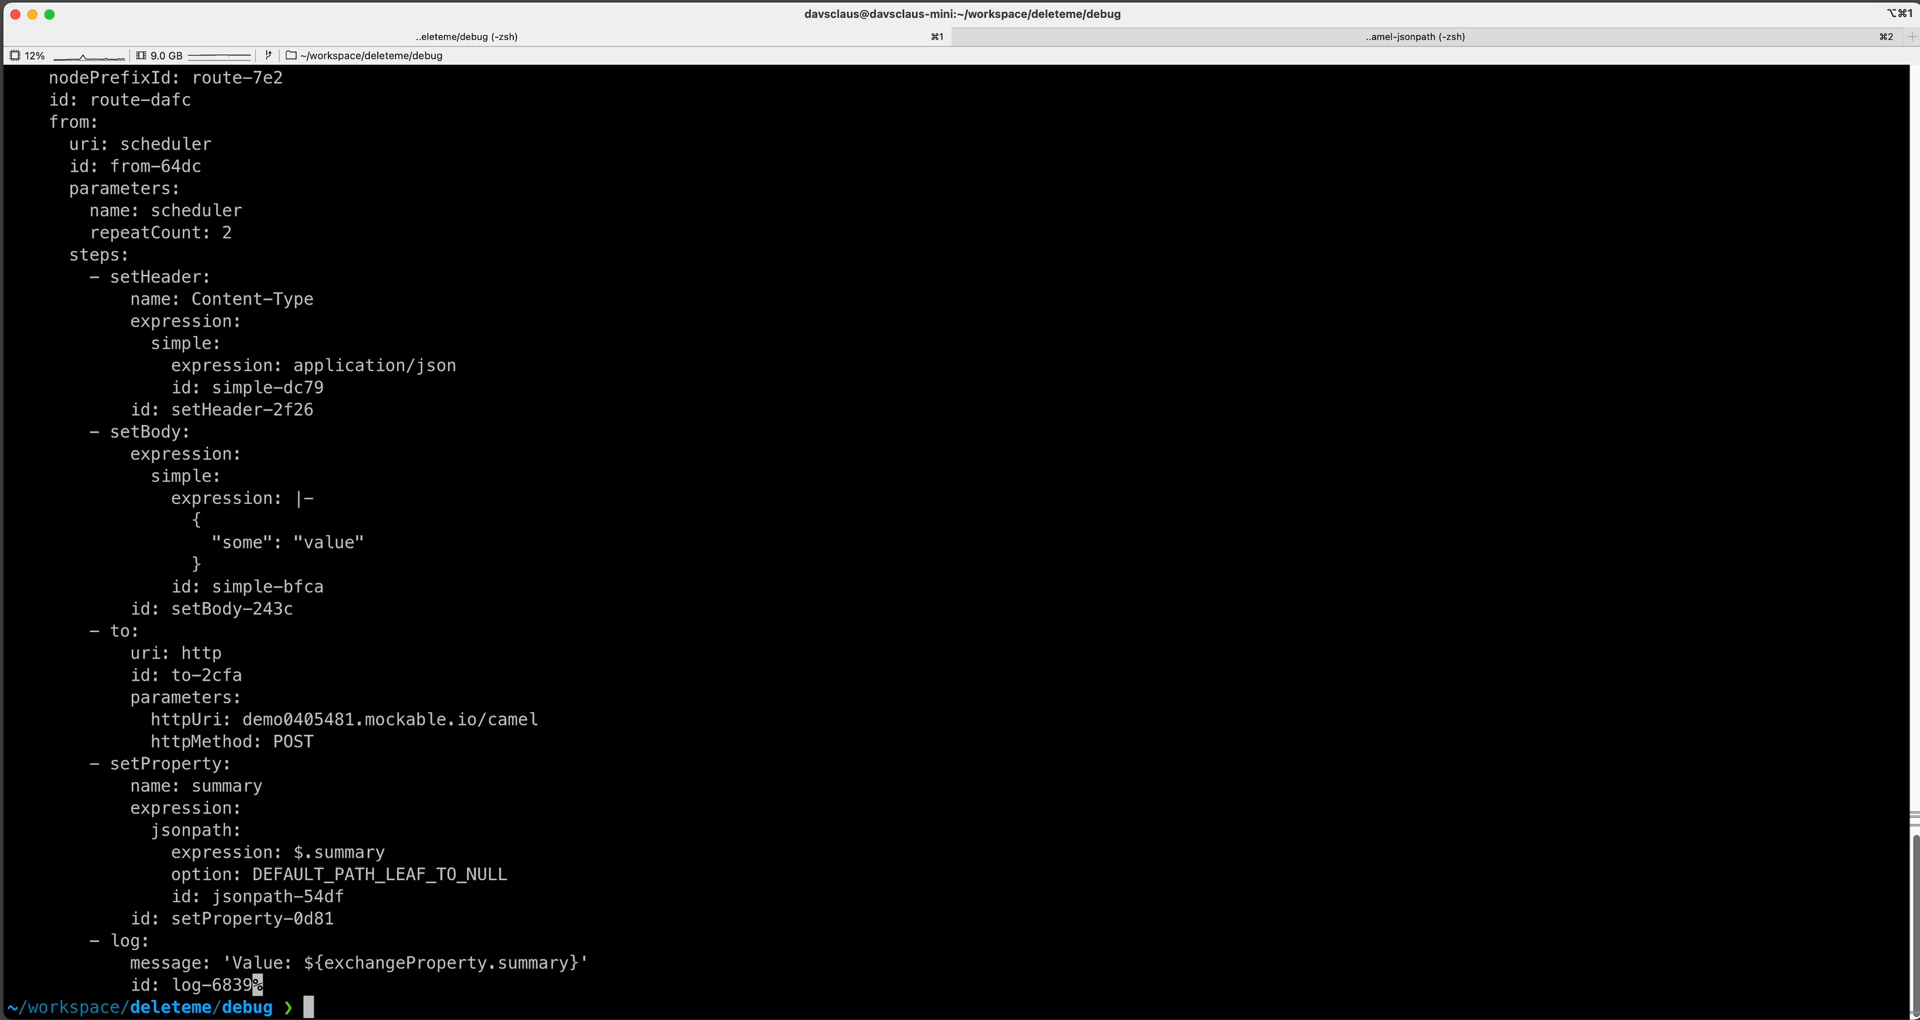 davsclaus@davsclaus-mini:~/workspace/deleteme/debug
⌥⌘1
..eleteme/debug (-zsh)
⌘1
..amel-jsonpath (-zsh)
⌘2
12%
9.0 GB
~/workspace/deleteme/debug
    nodePrefixId: route-7e2
    id: route-dafc
    from:
      uri: scheduler
      id: from-64dc
      parameters:
        name: scheduler
        repeatCount: 2
      steps:
        - setHeader:
            name: Content-Type
            expression:
              simple:
                expression: application/json
                id: simple-dc79
            id: setHeader-2f26
        - setBody:
            expression:
              simple:
                expression: |-
                  {
                    "some": "value"
                  }
                id: simple-bfca
            id: setBody-243c
        - to:
            uri: http
            id: to-2cfa
            parameters:
              httpUri: demo0405481.mockable.io/camel
              httpMethod: POST
        - setProperty:
            name: summary
            expression:
              jsonpath:
                expression: $.summary
                option: DEFAULT_PATH_LEAF_TO_NULL
                id: jsonpath-54df
            id: setProperty-0d81
        - log:
            message: 'Value: ${exchangeProperty.summary}'
            id: log-6839%
~/workspace/deleteme/debug ❯